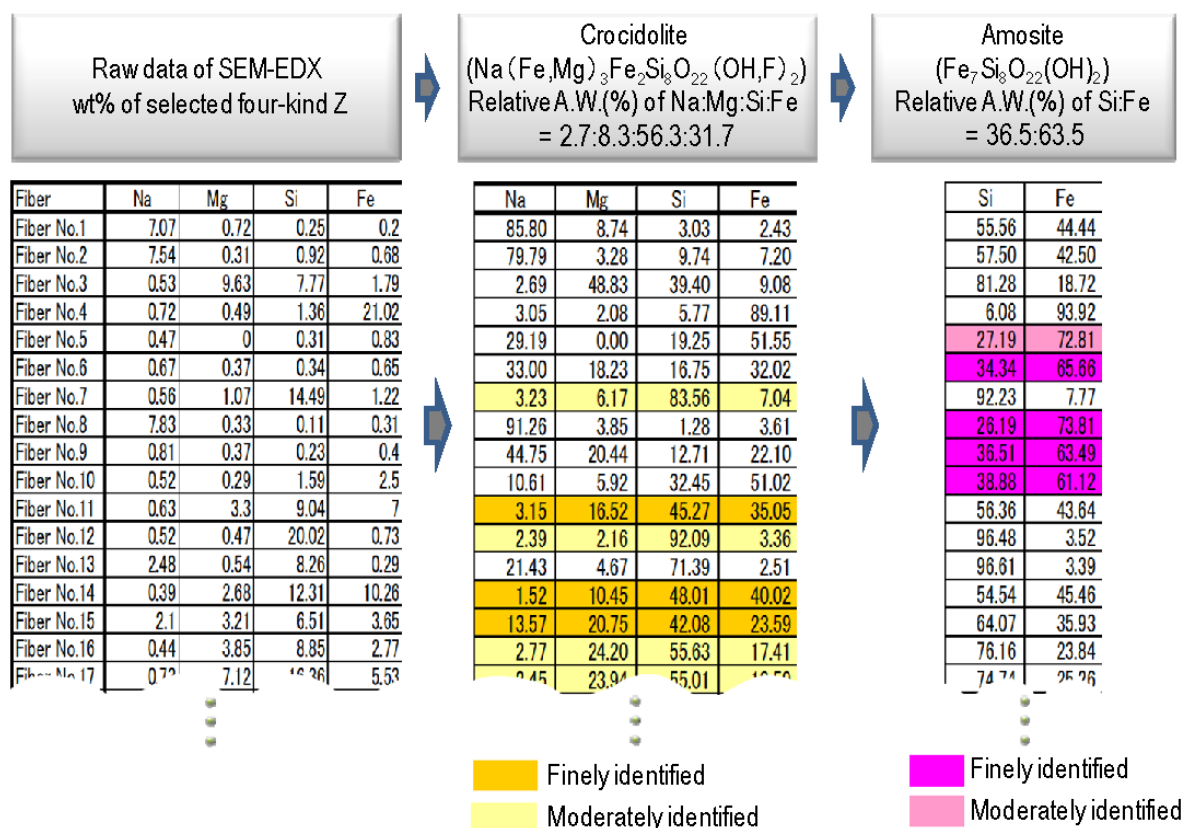 Raw data of SEM-EDX
wt% of selected four-kind Z
Crocidolite
(Na(Fe,Mg)₃Fe₂Si₈O₂₂(OH,F)₂)
Relative A.W.(%) of Na:Mg:Si:Fe
= 2.7:8.3:56.3:31.7
Amosite
(Fe₇Si₈O₂₂(OH)₂)
Relative A.W.(%) of Si:Fe
= 36.5:63.5
Fiber Na Mg Si Fe
Fiber No.1 7.07 0.72 0.25 0.2
Fiber No.2 7.54 0.31 0.92 0.68
Fiber No.3 0.53 9.63 7.77 1.79
Fiber No.4 0.72 0.49 1.36 21.02
Fiber No.5 0.47 0 0.31 0.83
Fiber No.6 0.67 0.37 0.34 0.65
Fiber No.7 0.56 1.07 14.49 1.22
Fiber No.8 7.83 0.33 0.11 0.31
Fiber No.9 0.81 0.37 0.23 0.4
Fiber No.10 0.52 0.29 1.59 2.5
Fiber No.11 0.63 3.3 9.04 7
Fiber No.12 0.52 0.47 20.02 0.73
Fiber No.13 2.48 0.54 8.26 0.29
Fiber No.14 0.39 2.68 12.31 10.26
Fiber No.15 2.1 3.21 6.51 3.65
Fiber No.16 0.44 3.85 8.85 2.77
Fiber No.17 7.12 16.36 5.53
Na Mg Si Fe
85.80 8.74 3.03 2.43
79.79 3.28 9.74 7.20
2.69 48.83 39.40 9.08
3.05 2.08 5.77 89.11
29.19 0.00 19.25 51.55
33.00 18.23 16.75 32.02
3.23 6.17 83.56 7.04
91.26 3.85 1.28 3.61
44.75 20.44 12.71 22.10
10.61 5.92 32.45 51.02
3.15 16.52 45.27 35.05
2.39 2.16 92.09 3.36
21.43 4.67 71.39 2.51
1.52 10.45 48.01 40.02
13.57 20.75 42.08 23.59
2.77 24.20 55.63 17.41
23.94 55.01
Si Fe
55.56 44.44
57.50 42.50
81.28 18.72
6.08 93.92
27.19 72.81
34.34 65.66
92.23 7.77
26.19 73.81
36.51 63.49
38.88 61.12
56.36 43.64
96.48 3.52
96.61 3.39
54.54 45.46
64.07 35.93
76.16 23.84
74.74 25.26
Finely identified
Moderately identified
Finely identified
Moderately identified